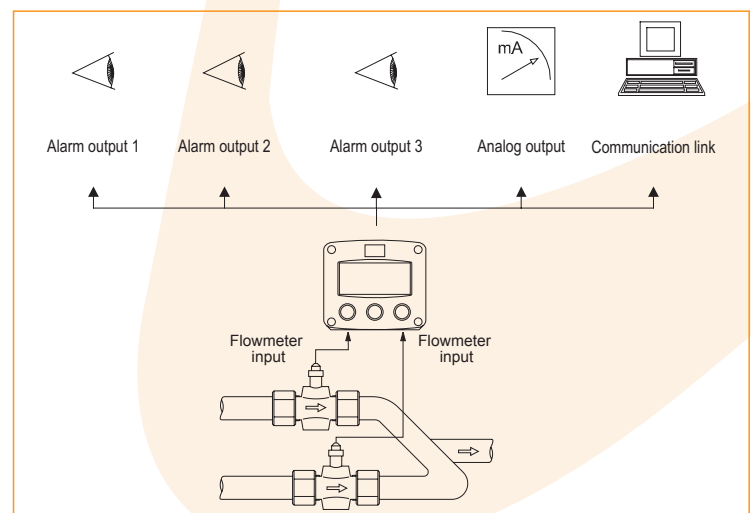 mA
Alarm output 1
Alarm output 2
Alarm output 3
Analog output
Communication link
Flowmeter
input
Flowmeter
input